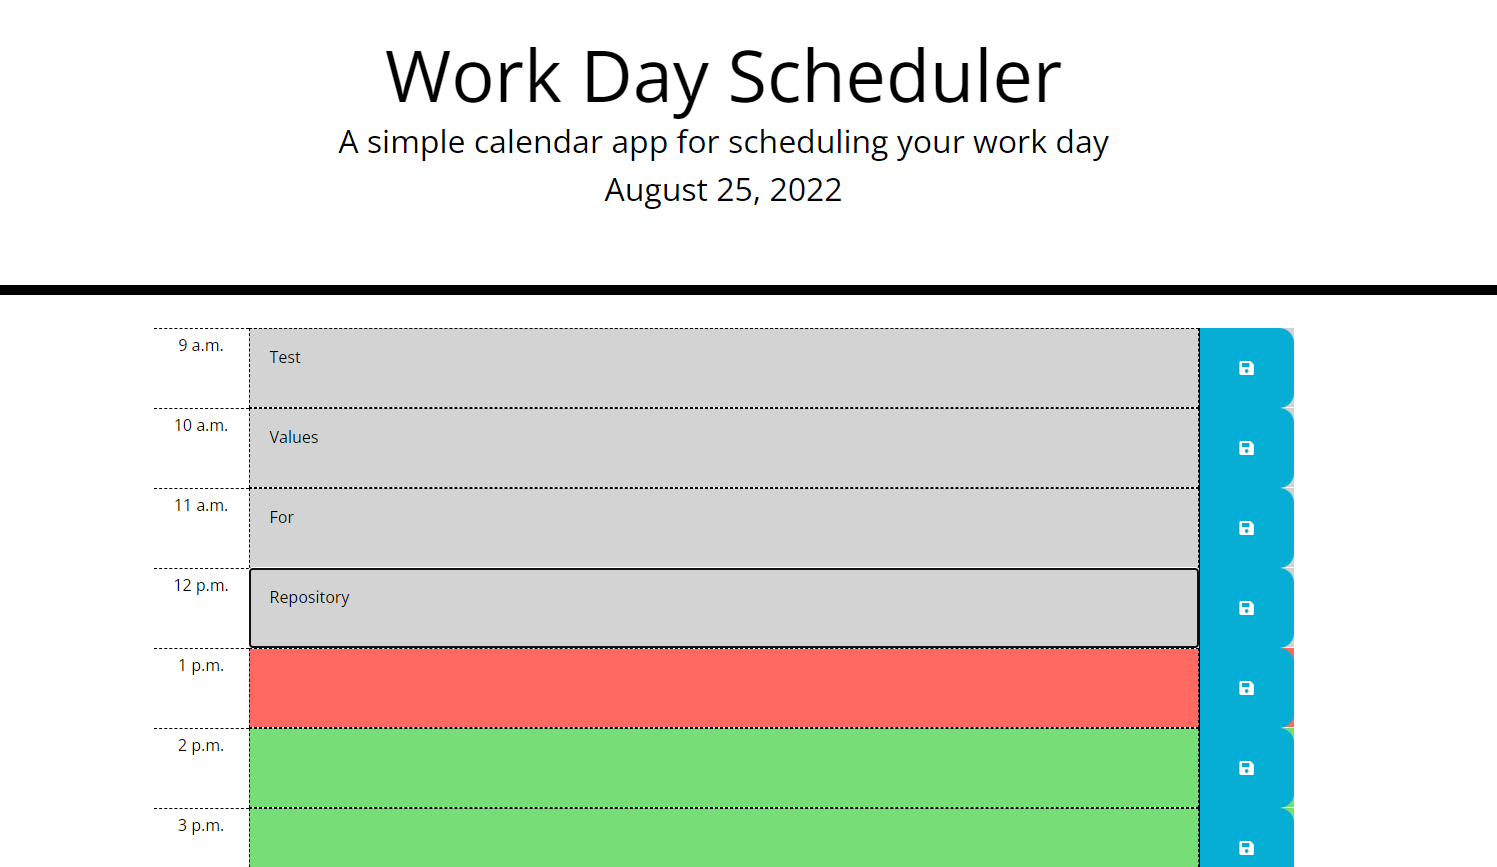 Work Day Scheduler
A simple calendar app for scheduling your work day
August 25, 2022
9 a.m.
Test
10 a.m.
Values
11 a.m.
For
12 p.m.
Repository
1 p.m.
2 p.m.
3 p.m.